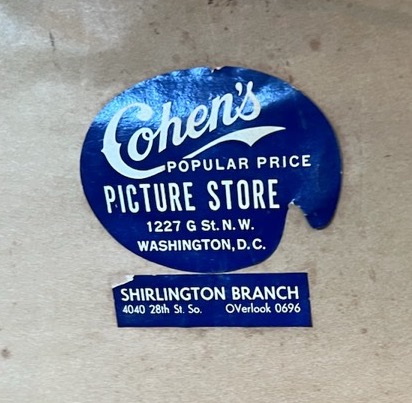 Cohen's
POPULAR PRICE
PICTURE STORE
1227 G St. N. W.
WASHINGTON, D. C.
SHIRLINGTON BRANCH
4040 28th St. So. OVerlook 0696